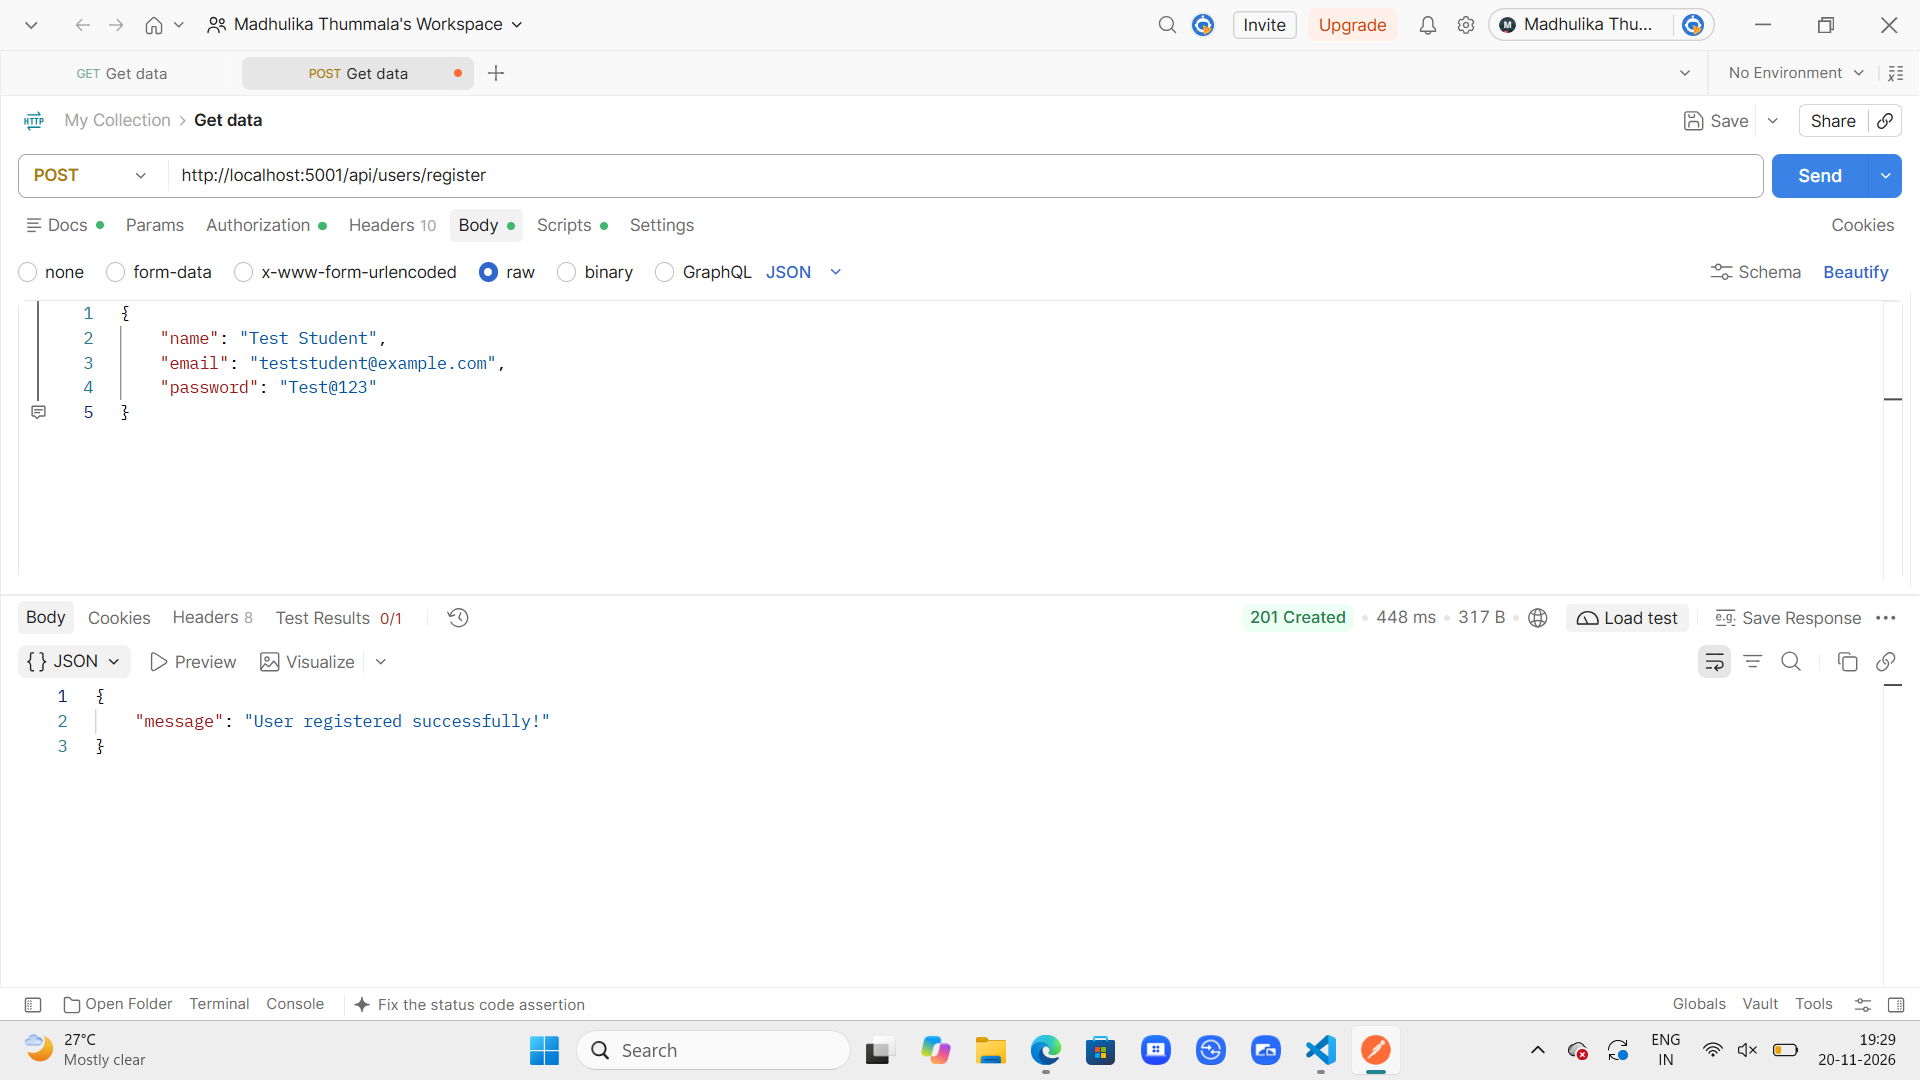 Madhulika Thummala's Workspace
Invite
Upgrade
M
Madhulika Thu...
GET Get data
POST Get data
No Environment
HTTP
My Collection > Get data
Save
Share
POST
http://localhost:5001/api/users/register
Send
Docs
Params
Authorization
Headers 10
Body
Scripts
Settings
Cookies
none
form-data
x-www-form-urlencoded
raw
binary
GraphQL
JSON
Schema
Beautify
1 {
2 "name": "Test Student",
3 "email": "teststudent@example.com",
4 "password": "Test@123"
5 }
Body
Cookies
Headers 8
Test Results 0/1
201 Created
448 ms
317 B
Load test
e.g. Save Response
{ } JSON
Preview
Visualize
1 {
2 "message": "User registered successfully!"
3 }
Open Folder
Terminal
Console
Fix the status code assertion
Globals
Vault
Tools
27°C
Mostly clear
Search
ENG
IN
19:29
20-11-2026